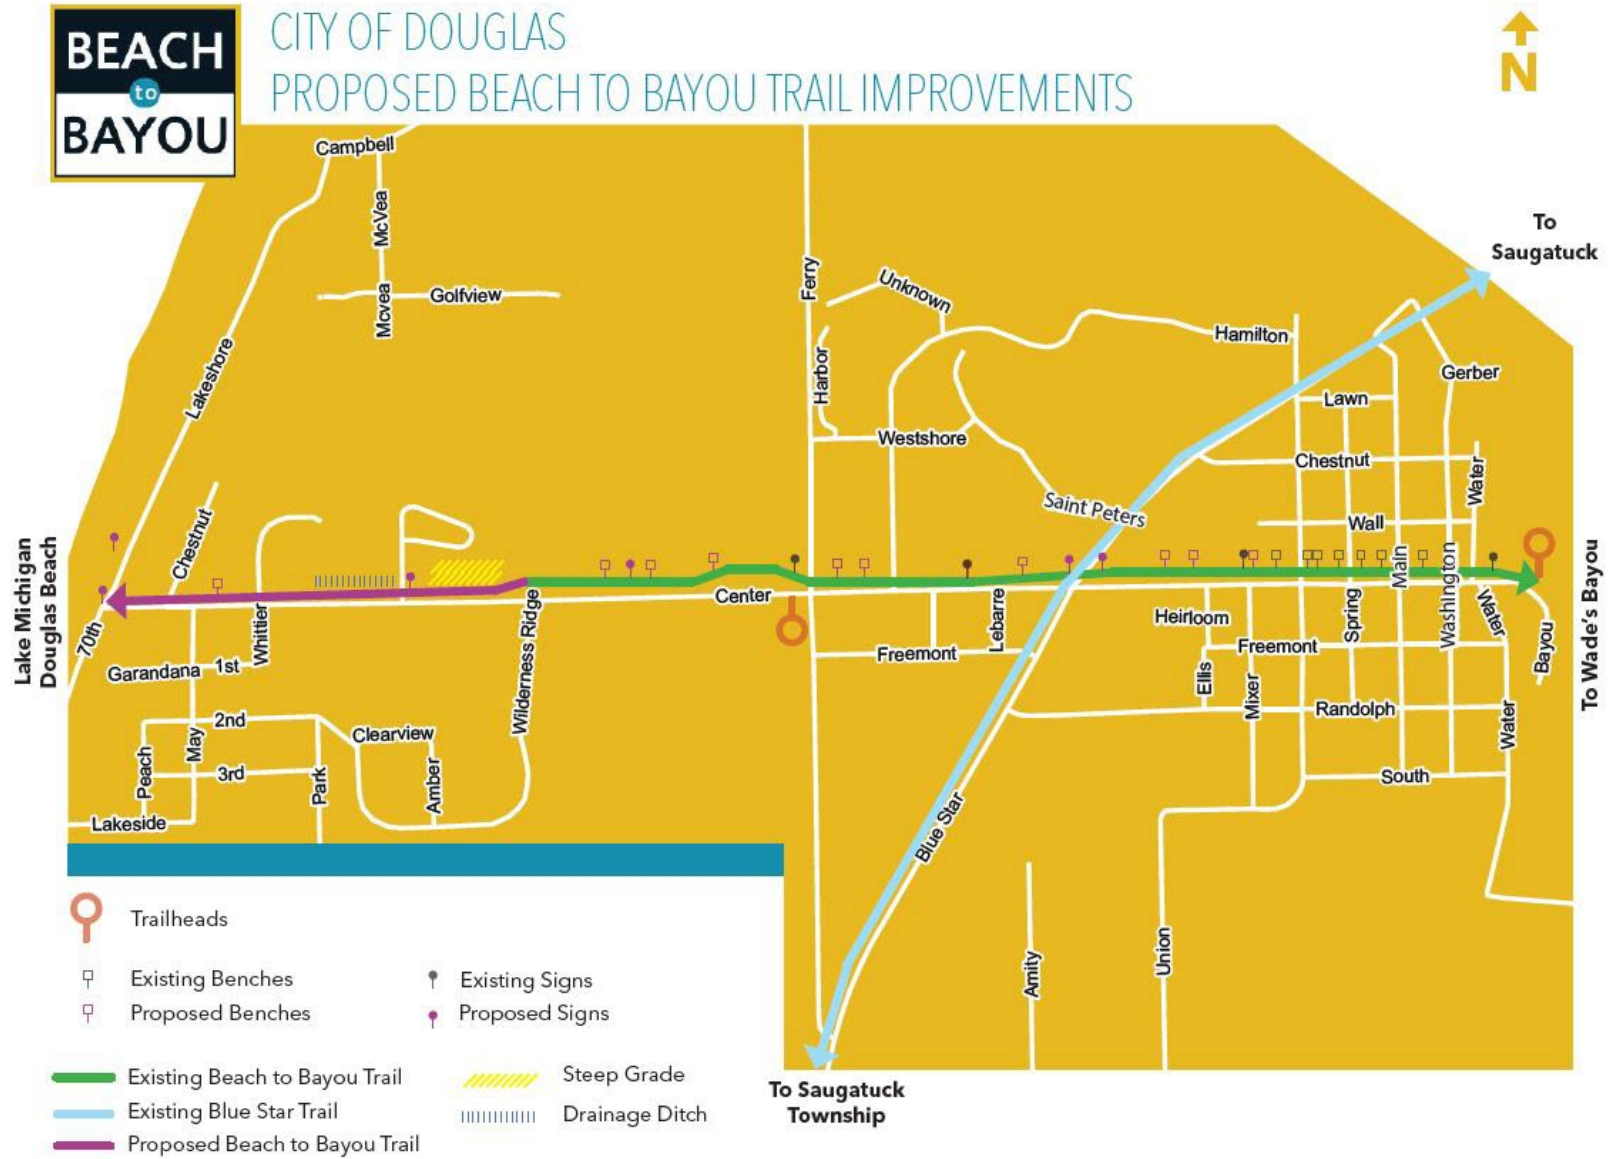 BEACH
to
BAYOU
CITY OF DOUGLAS
PROPOSED BEACH TO BAYOU TRAIL IMPROVEMENTS
N
To
Saugatuck
Campbell
McVea
Mcvea
Golfview
Lakeshore
Ferry
Unknown
Harbor
Hamilton
Gerber
Lawn
Westshore
Chestnut
Water
Saint Peters
Wall
Chestnut
Lake Michigan
Douglas Beach
Main
Washington
To Wade's Bayou
Center
70th
Whittier
Wilderness Ridge
Lebarre
Heirloom
Spring
Water
Bayou
Garandana
1st
Freemont
Freemont
Ellis
Mixer
Randolph
Water
2nd
May
Clearview
Peach
3rd
Park
Amber
South
Lakeside
Blue Star
Amity
Union
Trailheads
Existing Benches
Existing Signs
Proposed Benches
Proposed Signs
Existing Beach to Bayou Trail
Steep Grade
Existing Blue Star Trail
Drainage Ditch
Proposed Beach to Bayou Trail
To Saugatuck
Township